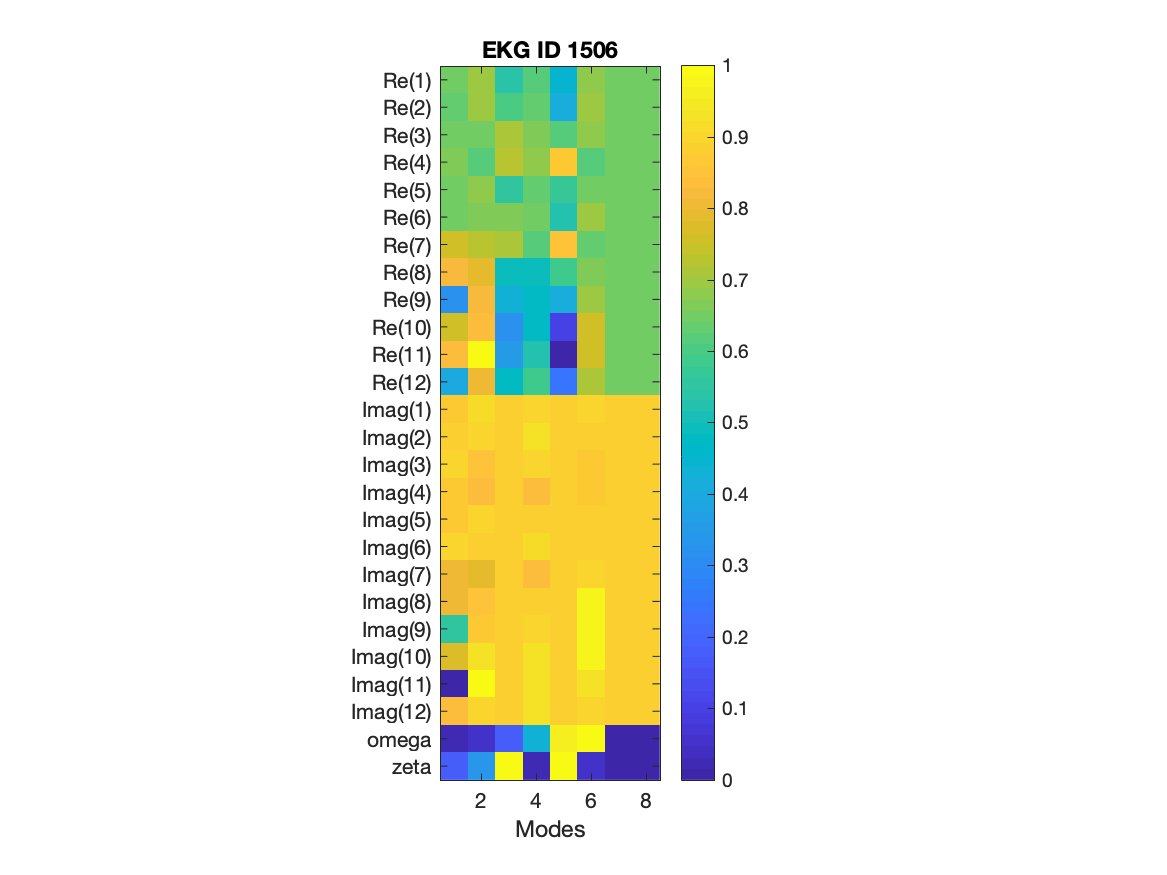 EKG ID 1506
Re(1)
Re(2)
Re(3)
Re(4)
Re(5)
Re(6)
Re(7)
Re(8)
Re(9)
Re(10)
Re(11)
Re(12)
Imag(1)
Imag(2)
Imag(3)
Imag(4)
Imag(5)
Imag(6)
Imag(7)
Imag(8)
Imag(9)
Imag(10)
Imag(11)
Imag(12)
omega
zeta
2 4 6 8
Modes
1
0.9
0.8
0.7
0.6
0.5
0.4
0.3
0.2
0.1
0